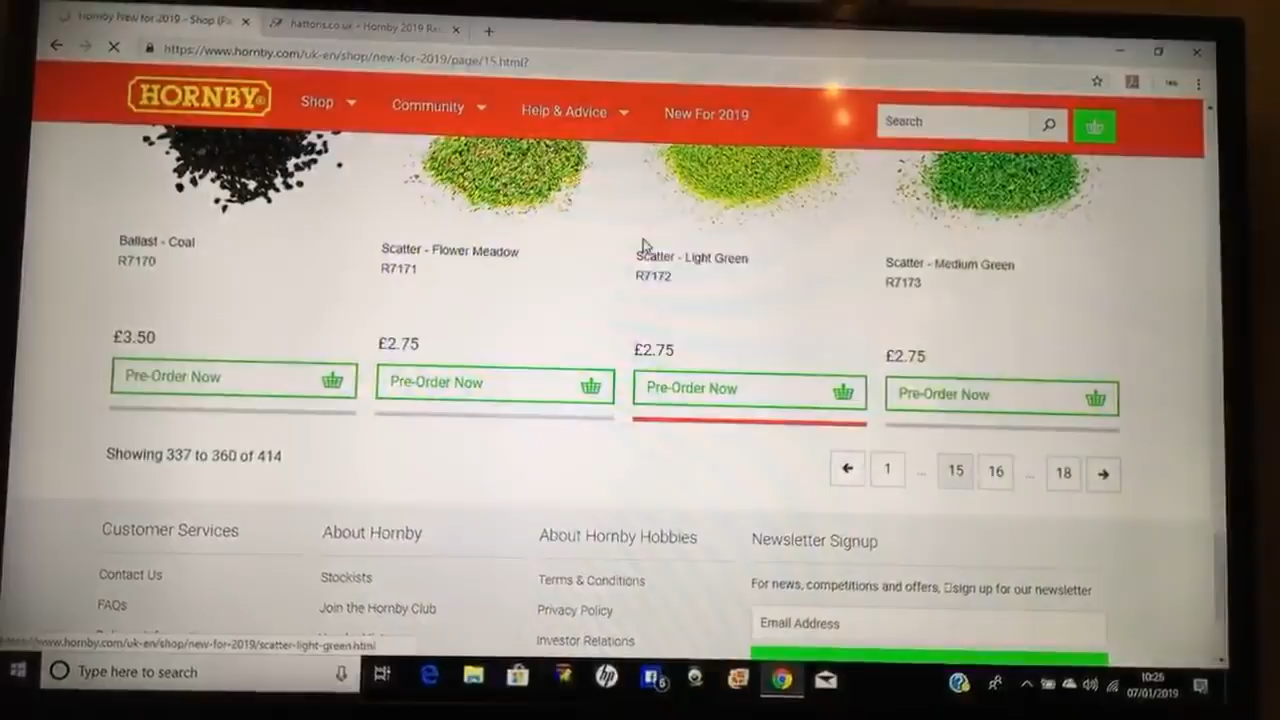 Hornby New for 2019 - Shop (Pa
hattons.co.uk - Hornby 2019 Ra
https://www.hornby.com/uk-en/shop/new-for-2019/page/15.html?
HORNBY®
Shop
Community
Help & Advice
New For 2019
Search
Ballast - Coal
R7170
£3.50
Pre-Order Now
Scatter - Flower Meadow
R7171
£2.75
Pre-Order Now
Scatter - Light Green
R7172
£2.75
Pre-Order Now
Scatter - Medium Green
R7173
£2.75
Pre-Order Now
Showing 337 to 360 of 414
1 ... 15 16 ... 18
Customer Services
Contact Us
FAQs
About Hornby
Stockists
Join the Hornby Club
About Hornby Hobbies
Terms & Conditions
Privacy Policy
Investor Relations
Newsletter Signup
For news, competitions and offers, sign up for our newsletter
Email Address
https://www.hornby.com/uk-en/shop/new-for-2019/scatter-light-green.html
Type here to search
hp
6
10:25
07/01/2019